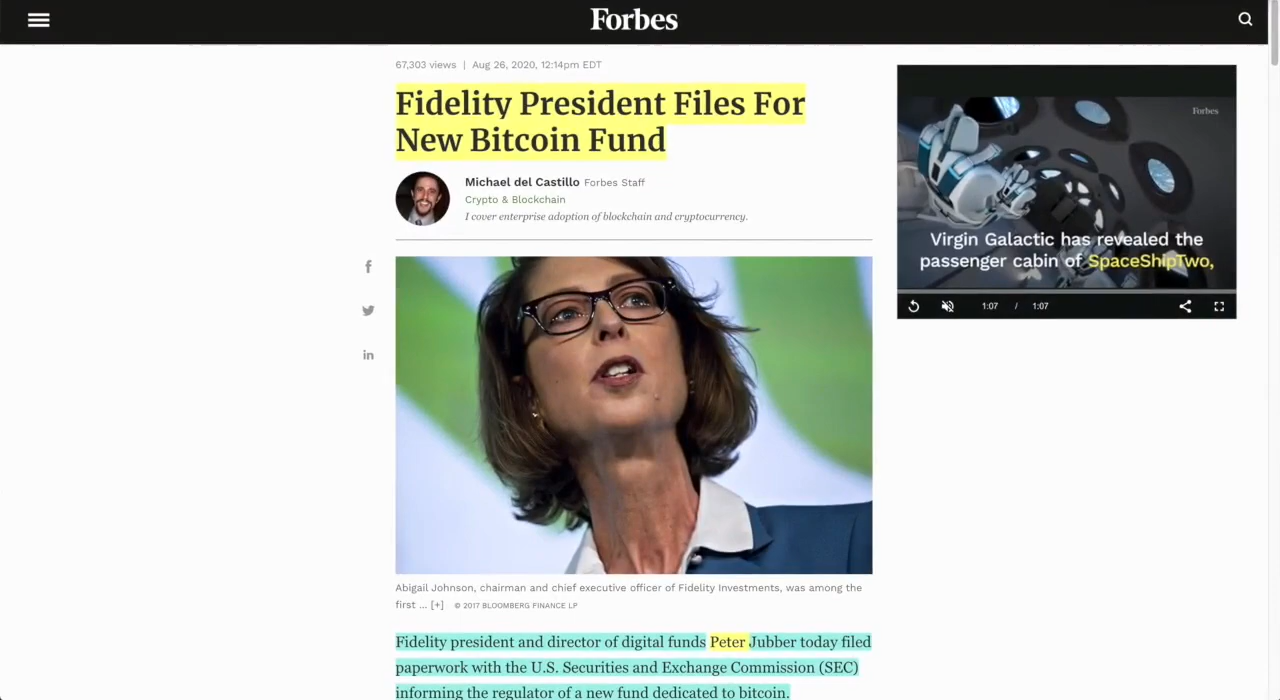 Forbes
67,303 views | Aug 26, 2020, 12:14pm EDT
Fidelity President Files For
New Bitcoin Fund
Michael del Castillo Forbes Staff
Crypto & Blockchain
I cover enterprise adoption of blockchain and cryptocurrency.
Forbes
Virgin Galactic has revealed the
passenger cabin of SpaceShipTwo,
1:07 / 1:07
f
in
Abigail Johnson, chairman and chief executive officer of Fidelity Investments, was among the
first ... [+] © 2017 BLOOMBERG FINANCE LP
Fidelity president and director of digital funds Peter Jubber today filed
paperwork with the U.S. Securities and Exchange Commission (SEC)
informing the regulator of a new fund dedicated to bitcoin.